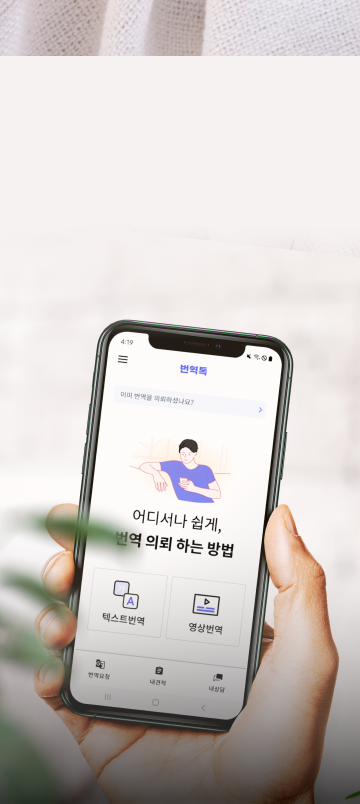 4:19
번역톡
이미 번역을 의뢰하셨나요?
어디서나 쉽게,
번역 의뢰 하는 방법
A
텍스트번역
영상번역
번역요청
내견적
내상담